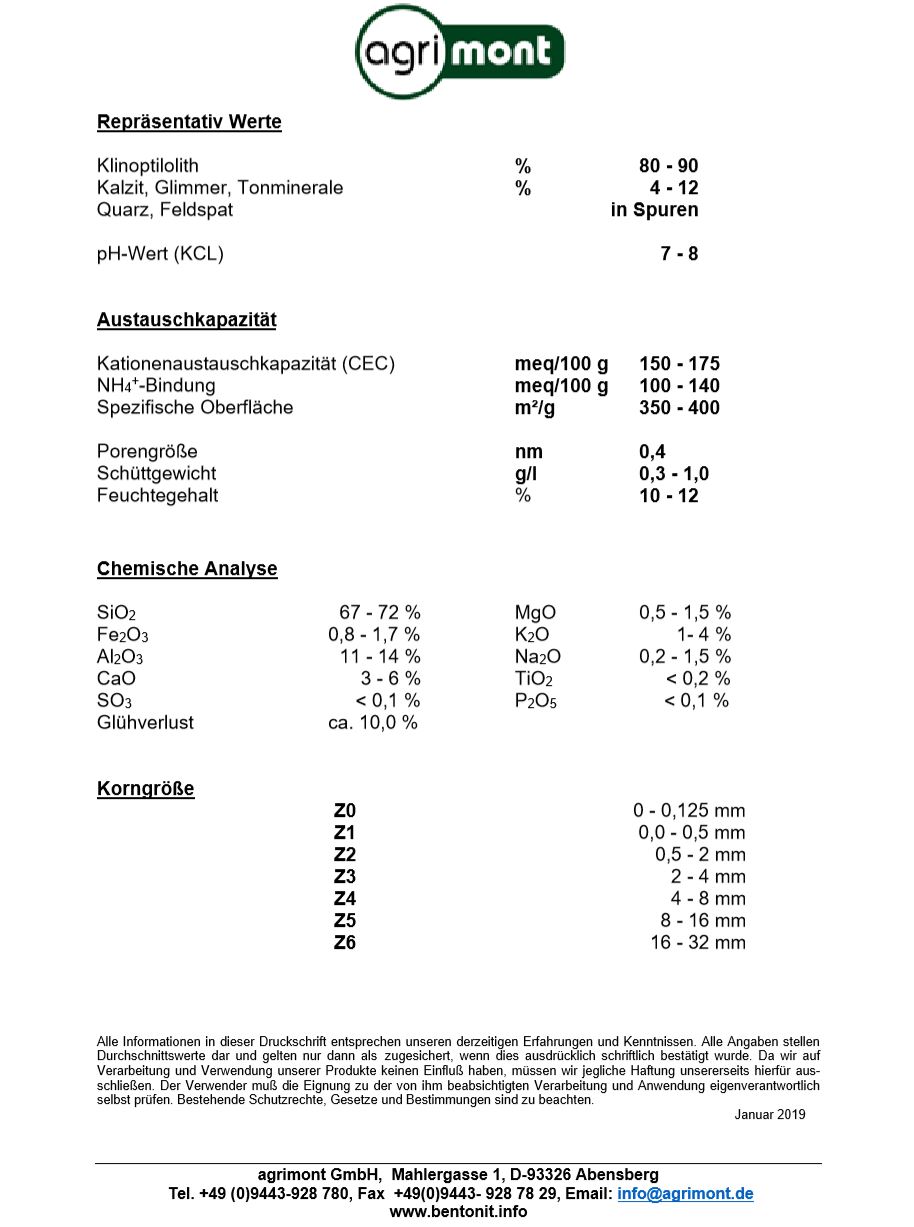 agrimont
Repräsentativ Werte
Klinoptilolith % 80 - 90
Kalzit, Glimmer, Tonminerale % 4 - 12
Quarz, Feldspat in Spuren
pH-Wert (KCL) 7 - 8
Austauschkapazität
Kationenaustauschkapazität (CEC) meq/100 g 150 - 175
NH₄⁺-Bindung meq/100 g 100 - 140
Spezifische Oberfläche m²/g 350 - 400
Porengröße nm 0,4
Schüttgewicht g/l 0,3 - 1,0
Feuchtegehalt % 10 - 12
Chemische Analyse
SiO₂ 67 - 72 % MgO 0,5 - 1,5 %
Fe₂O₃ 0,8 - 1,7 % K₂O 1- 4 %
Al₂O₃ 11 - 14 % Na₂O 0,2 - 1,5 %
CaO 3 - 6 % TiO₂ < 0,2 %
SO₃ < 0,1 % P₂O₅ < 0,1 %
Glühverlust ca. 10,0 %
Korngröße
Z0 0 - 0,125 mm
Z1 0,0 - 0,5 mm
Z2 0,5 - 2 mm
Z3 2 - 4 mm
Z4 4 - 8 mm
Z5 8 - 16 mm
Z6 16 - 32 mm
Alle Informationen in dieser Druckschrift entsprechen unseren derzeitigen Erfahrungen und Kenntnissen. Alle Angaben stellen
Durchschnittswerte dar und gelten nur dann als zugesichert, wenn dies ausdrücklich schriftlich bestätigt wurde. Da wir auf
Verarbeitung und Verwendung unserer Produkte keinen Einfluß haben, müssen wir jegliche Haftung unsererseits hierfür aus-
schließen. Der Verwender muß die Eignung zu der von ihm beabsichtigten Verarbeitung und Anwendung eigenverantwortlich
selbst prüfen. Bestehende Schutzrechte, Gesetze und Bestimmungen sind zu beachten.
Januar 2019
agrimont GmbH, Mahlergasse 1, D-93326 Abensberg
Tel. +49 (0)9443-928 780, Fax +49(0)9443- 928 78 29, Email: info@agrimont.de
www.bentonit.info